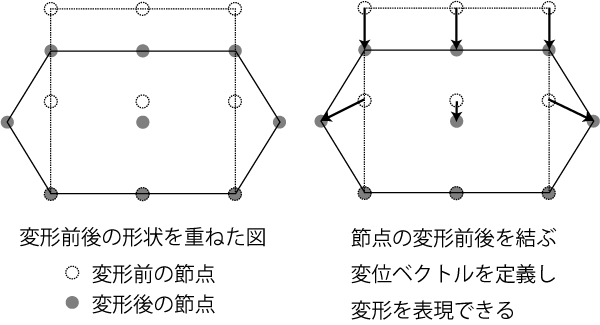 変形前後の形状を重ねた図
変形前の節点
変形後の節点
節点の変形前後を結ぶ
変位ベクトルを定義し
変形を表現できる